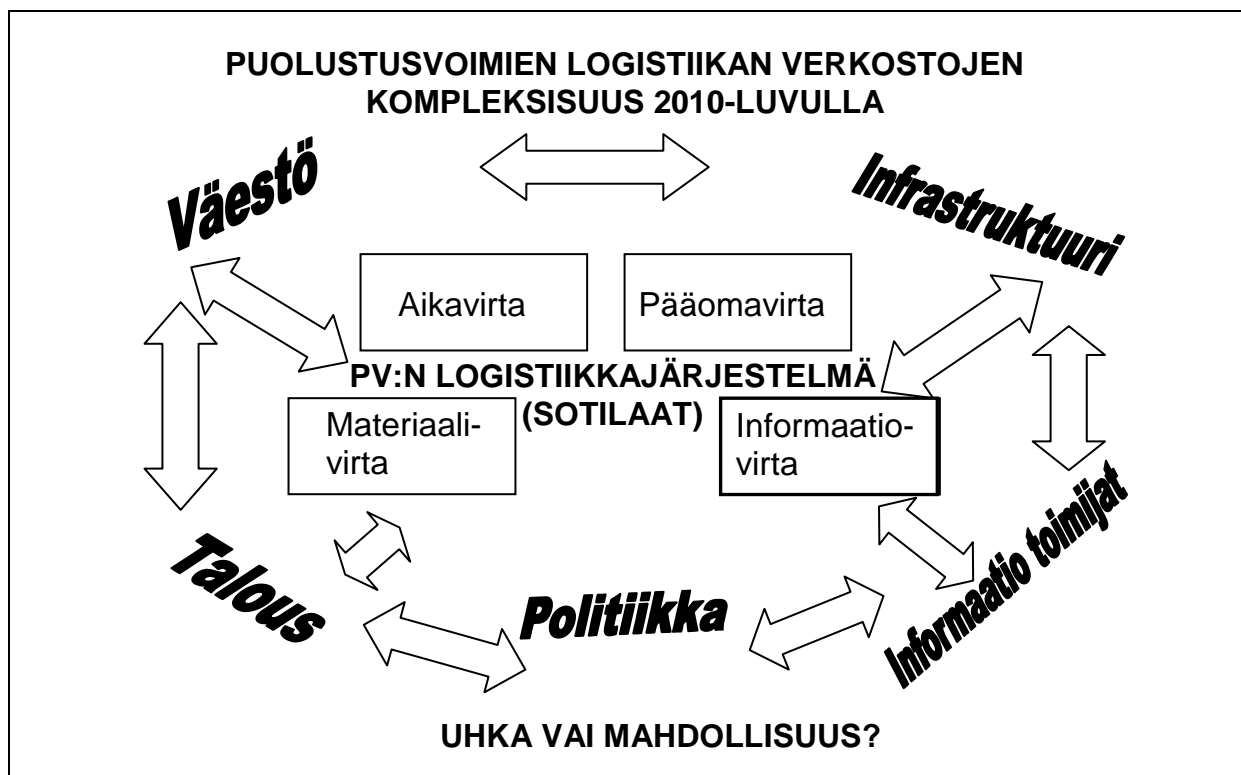 PUOLUSTUSVOIMIEN LOGISTIIKAN VERKOSTOJEN
KOMPLEKSISUUS 2010-LUVULLA
Väestö
Infrastruktuuri
Aikavirta
Pääomavirta
PV:N LOGISTIIKKAJÄRJESTELMÄ
(SOTILAAT)
Materiaali-
virta
Informaatio-
virta
Talous
Politiikka
Informaatio toimijat
UHKA VAI MAHDOLLISUUS?